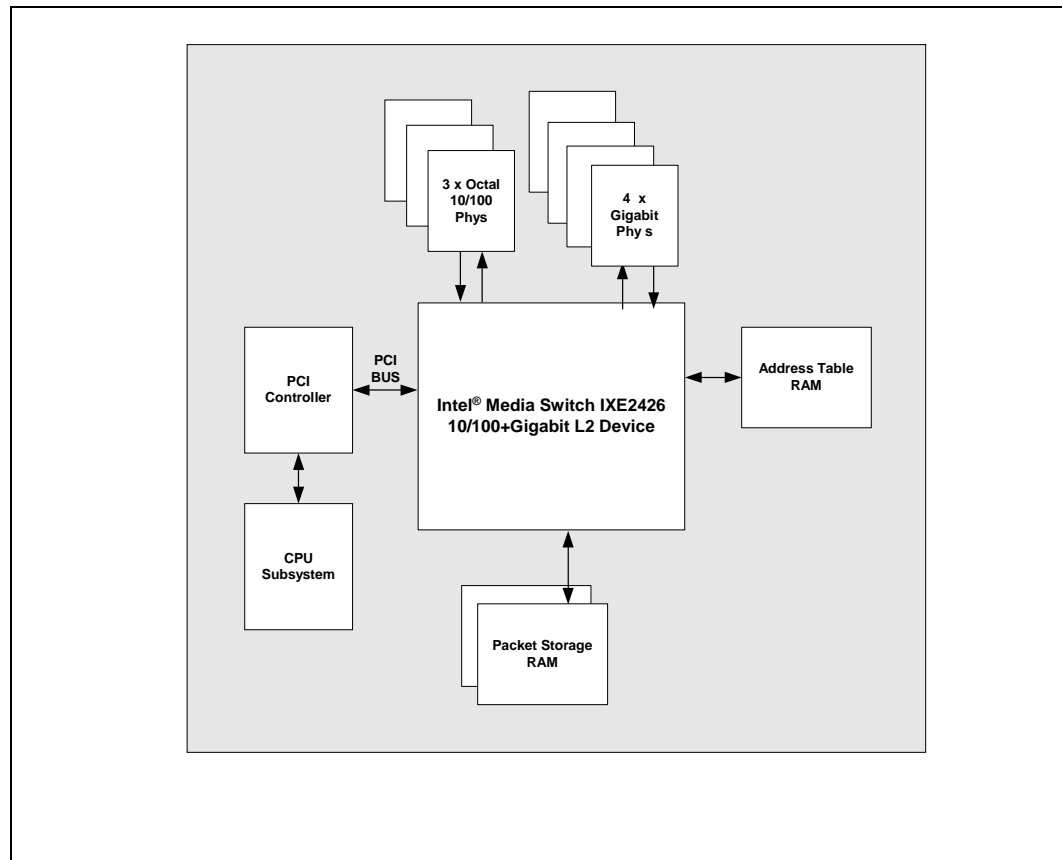 3 x Octal
10/100
Phys
4 x
Gigabit
Phy s
PCI
Controller
PCI
BUS
Intel® Media Switch IXE2426
10/100+Gigabit L2 Device
Address Table
RAM
CPU
Subsystem
Packet Storage
RAM